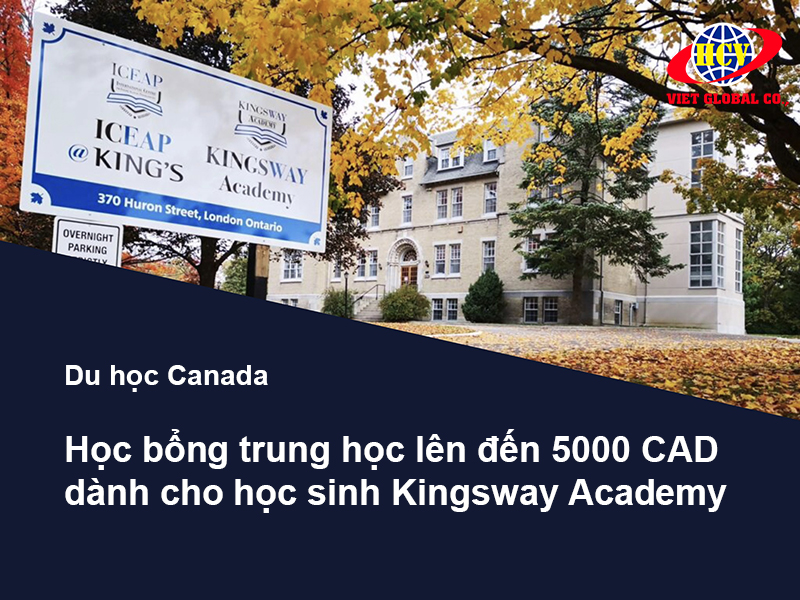 ICEAP
KINGSWAY
ACADEMY
ICEAP
@KING'S
KINGSWAY
Academy
370 Huron Street, London Ontario
OVERNIGHT
PARKING
HCV
VIET GLOBAL CO.,
Du học Canada
Học bổng trung học lên đến 5000 CAD
dành cho học sinh Kingsway Academy